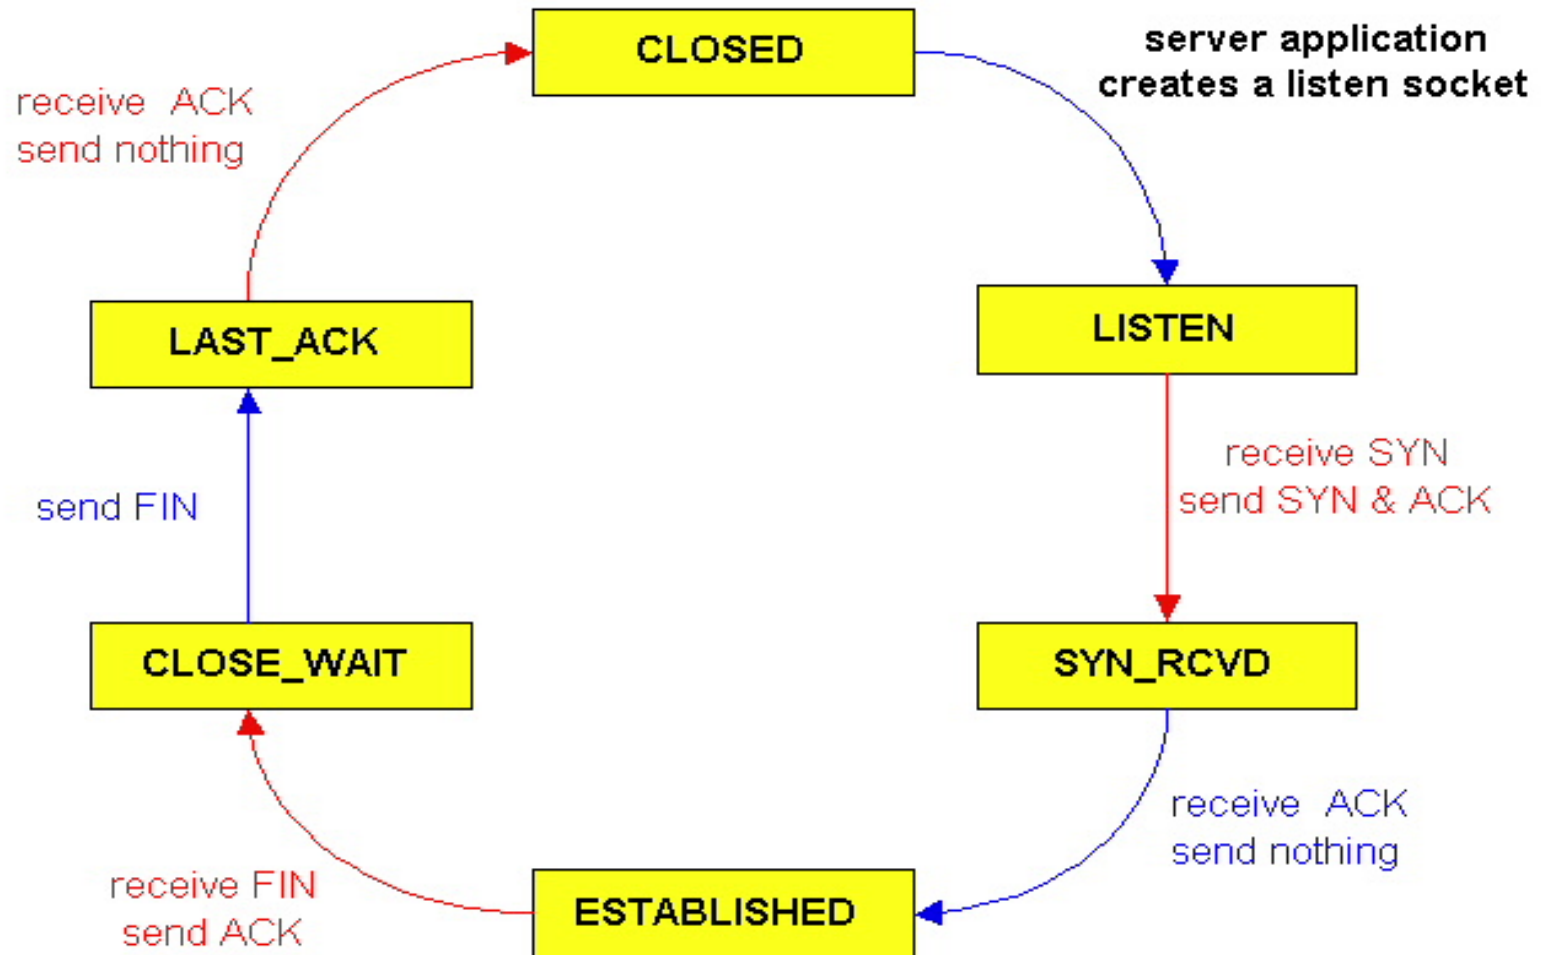 CLOSED
server application
creates a listen socket
receive ACK
send nothing
LAST_ACK
LISTEN
receive SYN
send SYN & ACK
send FIN
CLOSE_WAIT
SYN_RCVD
receive ACK
send nothing
receive FIN
send ACK
ESTABLISHED